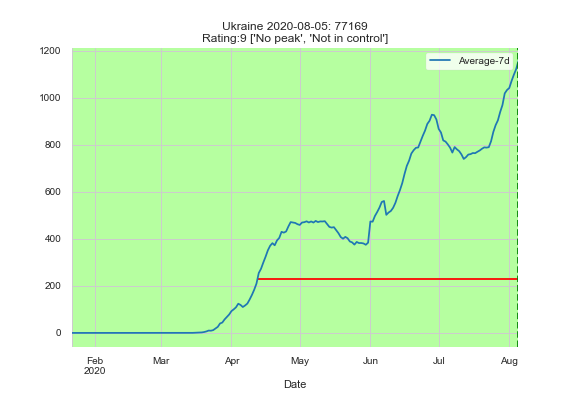 Ukraine 2020-08-05: 77169
Rating:9 ['No peak', 'Not in control']
Average-7d
1200
1000
800
600
400
200
0
Feb Mar Apr May Jun Jul Aug
2020
Date